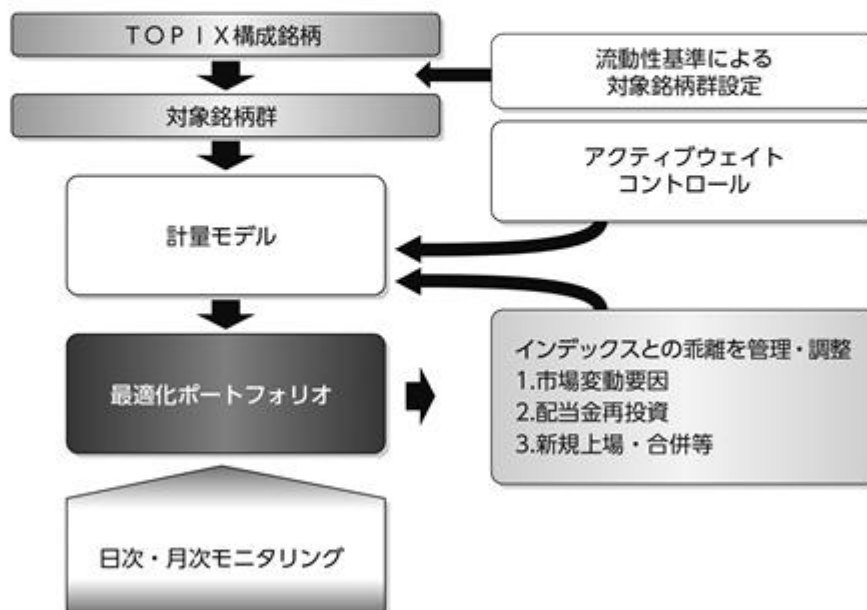 ＴＯＰＩＸ構成銘柄
流動性基準による
対象銘柄群設定
対象銘柄群
アクティブウェイト
コントロール
計量モデル
最適化ポートフォリオ
インデックスとの乖離を管理・調整
1.市場変動要因
2.配当金再投資
3.新規上場・合併等
日次・月次モニタリング